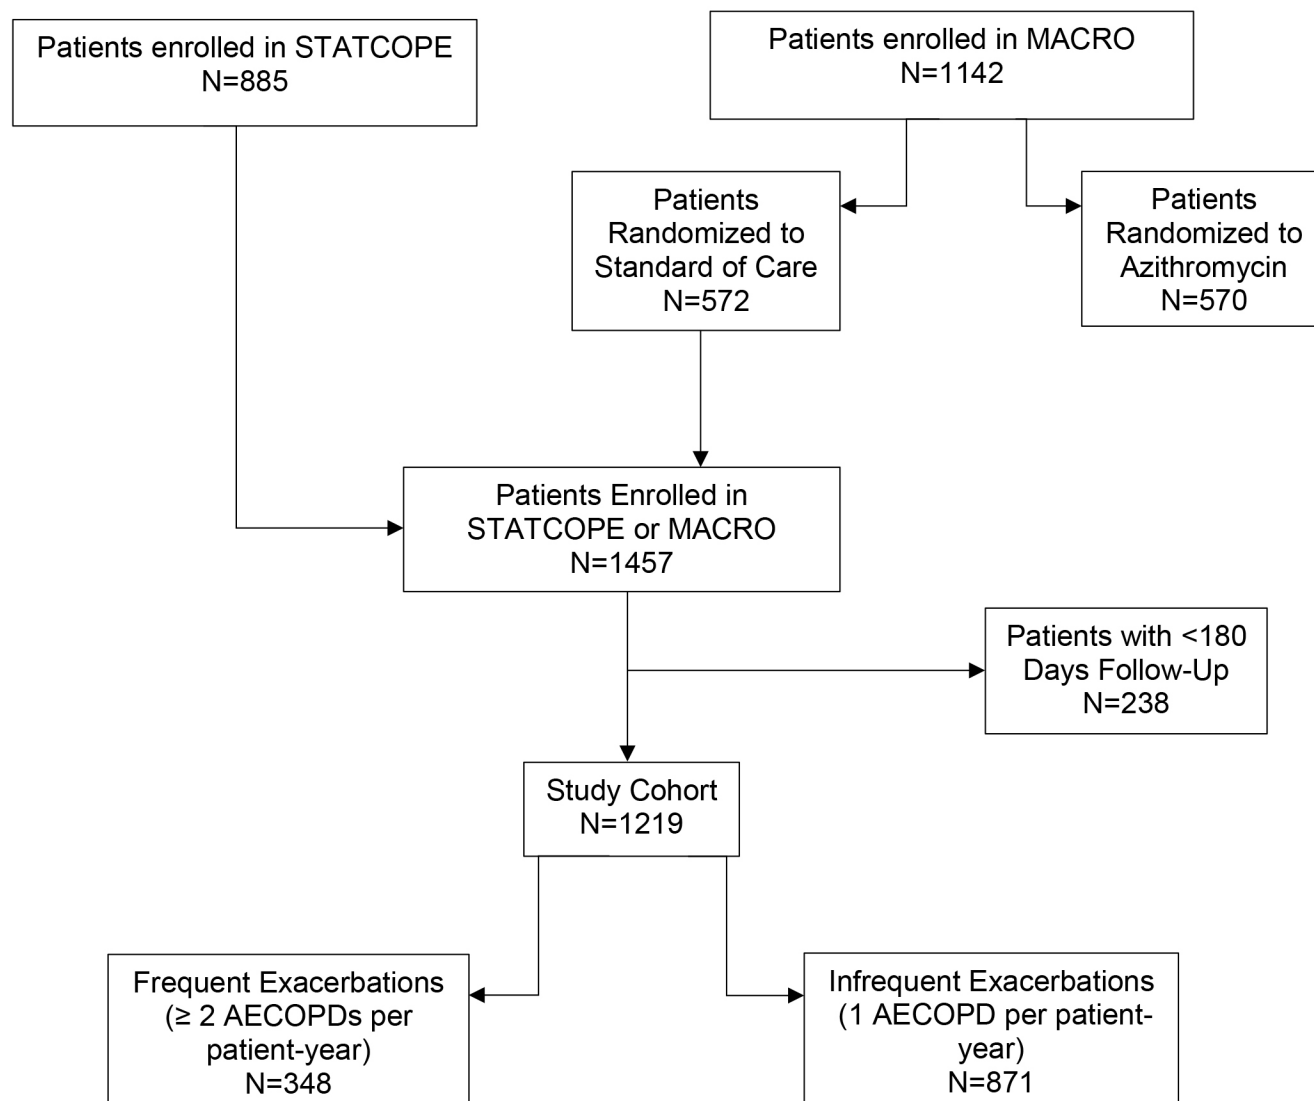 Patients enrolled in STATCOPE
N=885
Patients enrolled in MACRO
N=1142
Patients
Randomized to
Standard of Care
N=572
Patients
Randomized to
Azithromycin
N=570
Patients Enrolled in
STATCOPE or MACRO
N=1457
Patients with <180
Days Follow-Up
N=238
Study Cohort
N=1219
Frequent Exacerbations
(≥ 2 AECOPDs per
patient-year)
N=348
Infrequent Exacerbations
(1 AECOPD per patient-
year)
N=871